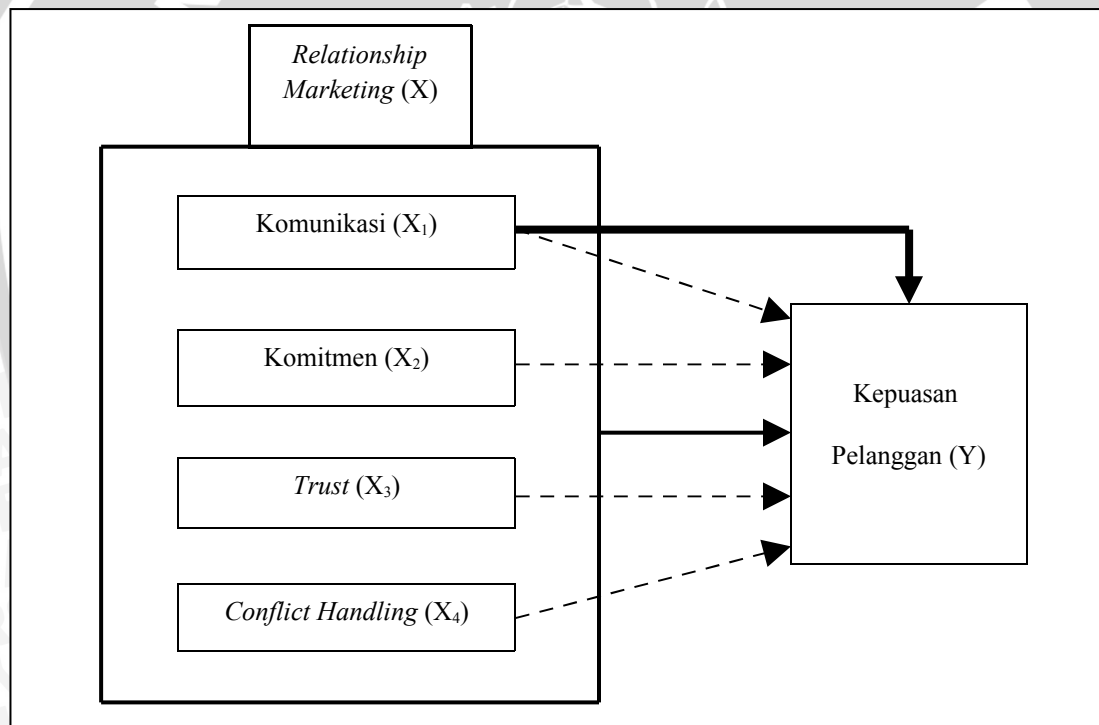 Relationship
Marketing (X)
Komunikasi (X₁)
Komitmen (X₂)
Trust (X₃)
Conflict Handling (X₄)
Kepuasan
Pelanggan (Y)